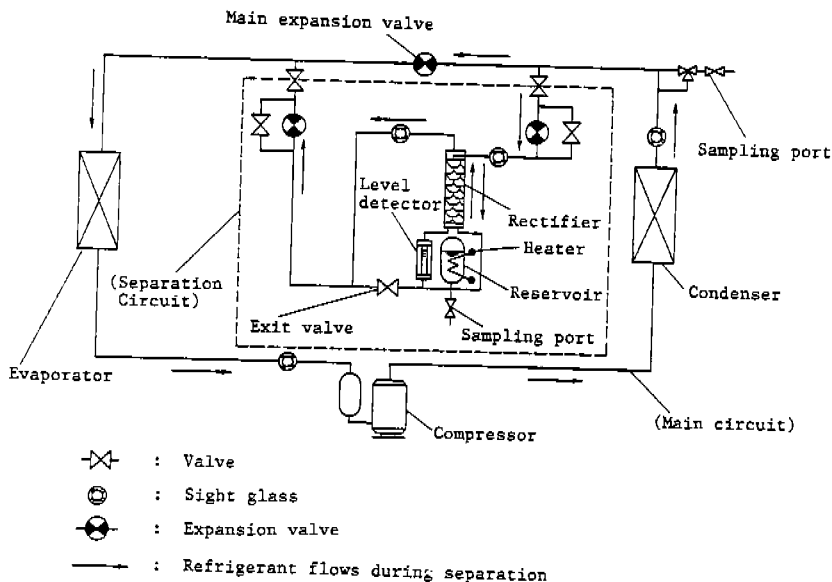 Main expansion valve
Sampling port
Level
detector
Rectifier
Heater
(Separation
Circuit)
Reservoir
Condenser
Exit valve
Sampling port
Evaporator
Compressor
(Main circuit)
: Valve
: Sight glass
: Expansion valve
: Refrigerant flows during separation